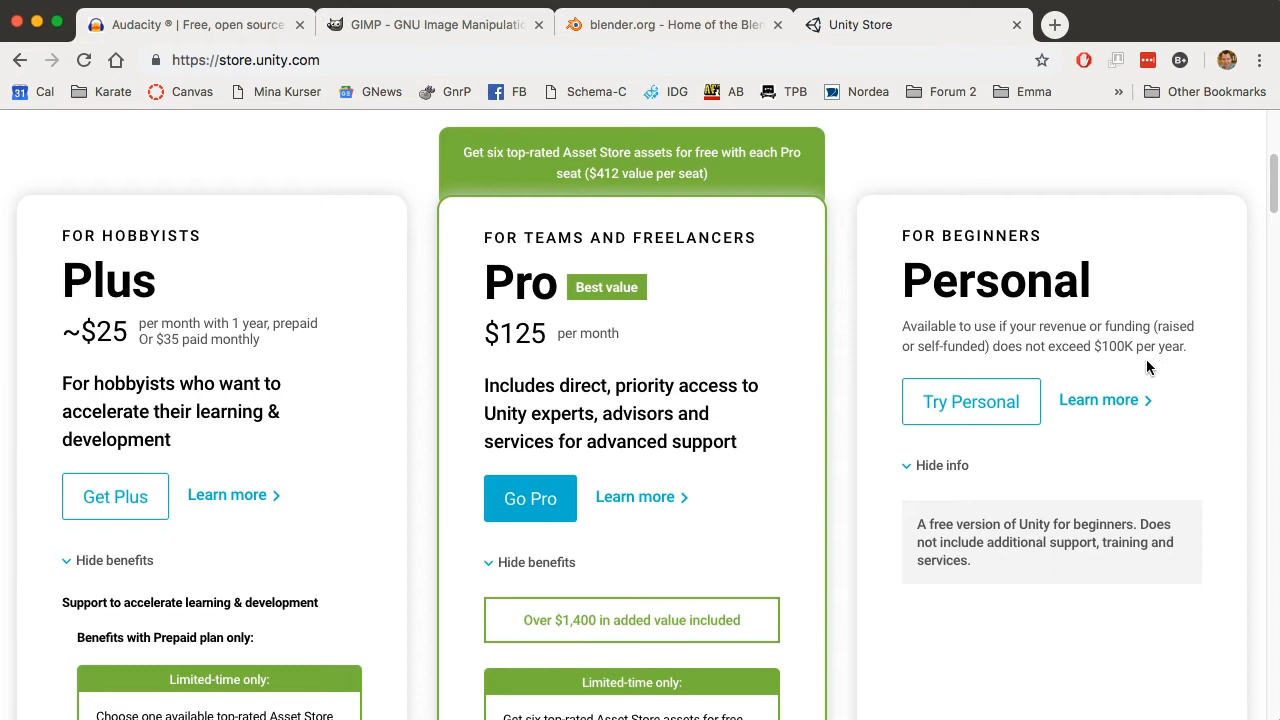 Audacity ® | Free, open source
GIMP - GNU Image Manipulatio
blender.org - Home of the Blen
Unity Store
https://store.unity.com
B+
31 Cal
Karate
Canvas
Mina Kurser
GNews
GnrP
FB
Schema-C
IDG
AB
TPB
Nordea
Forum 2
Emma
»
Other Bookmarks
Get six top-rated Asset Store assets for free with each Pro
seat ($412 value per seat)
FOR HOBBYISTS
Plus
~$25 per month with 1 year, prepaid
Or $35 paid monthly
For hobbyists who want to
accelerate their learning &
development
Get Plus
Learn more
Hide benefits
Support to accelerate learning & development
Benefits with Prepaid plan only:
Limited-time only:
Choose one available top-rated Asset Store
FOR TEAMS AND FREELANCERS
Pro Best value
$125 per month
Includes direct, priority access to
Unity experts, advisors and
services for advanced support
Go Pro
Learn more
Hide benefits
Over $1,400 in added value included
Limited-time only:
Get six top-rated Asset Store assets for free
FOR BEGINNERS
Personal
Available to use if your revenue or funding (raised
or self-funded) does not exceed $100K per year.
Try Personal
Learn more
Hide info
A free version of Unity for beginners. Does
not include additional support, training and
services.